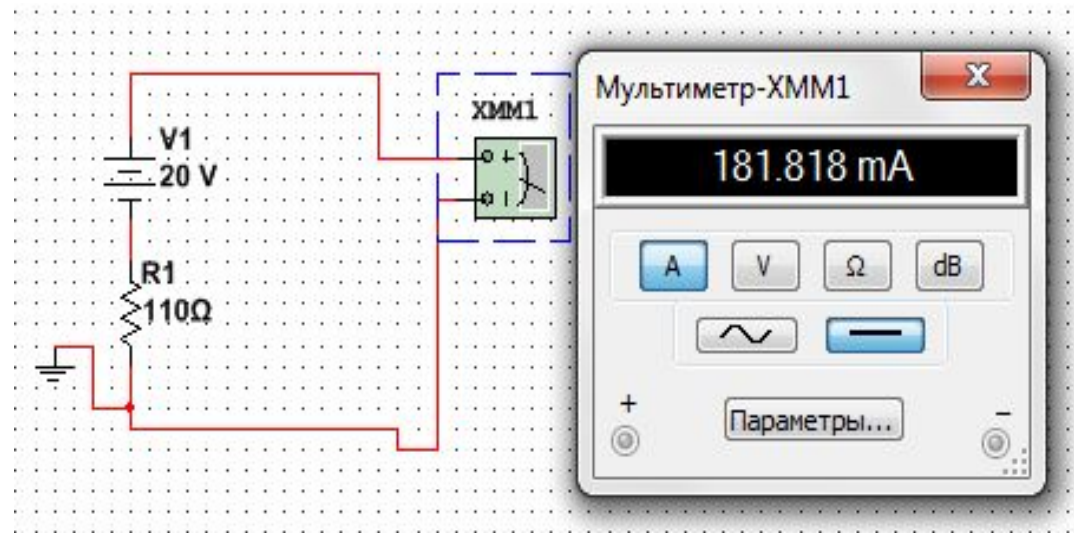 XMM1
V1
20 V
R1
110Ω
Мультиметр-XMM1
X
181.818 mA
A V Ω dB
+ −
Параметры...